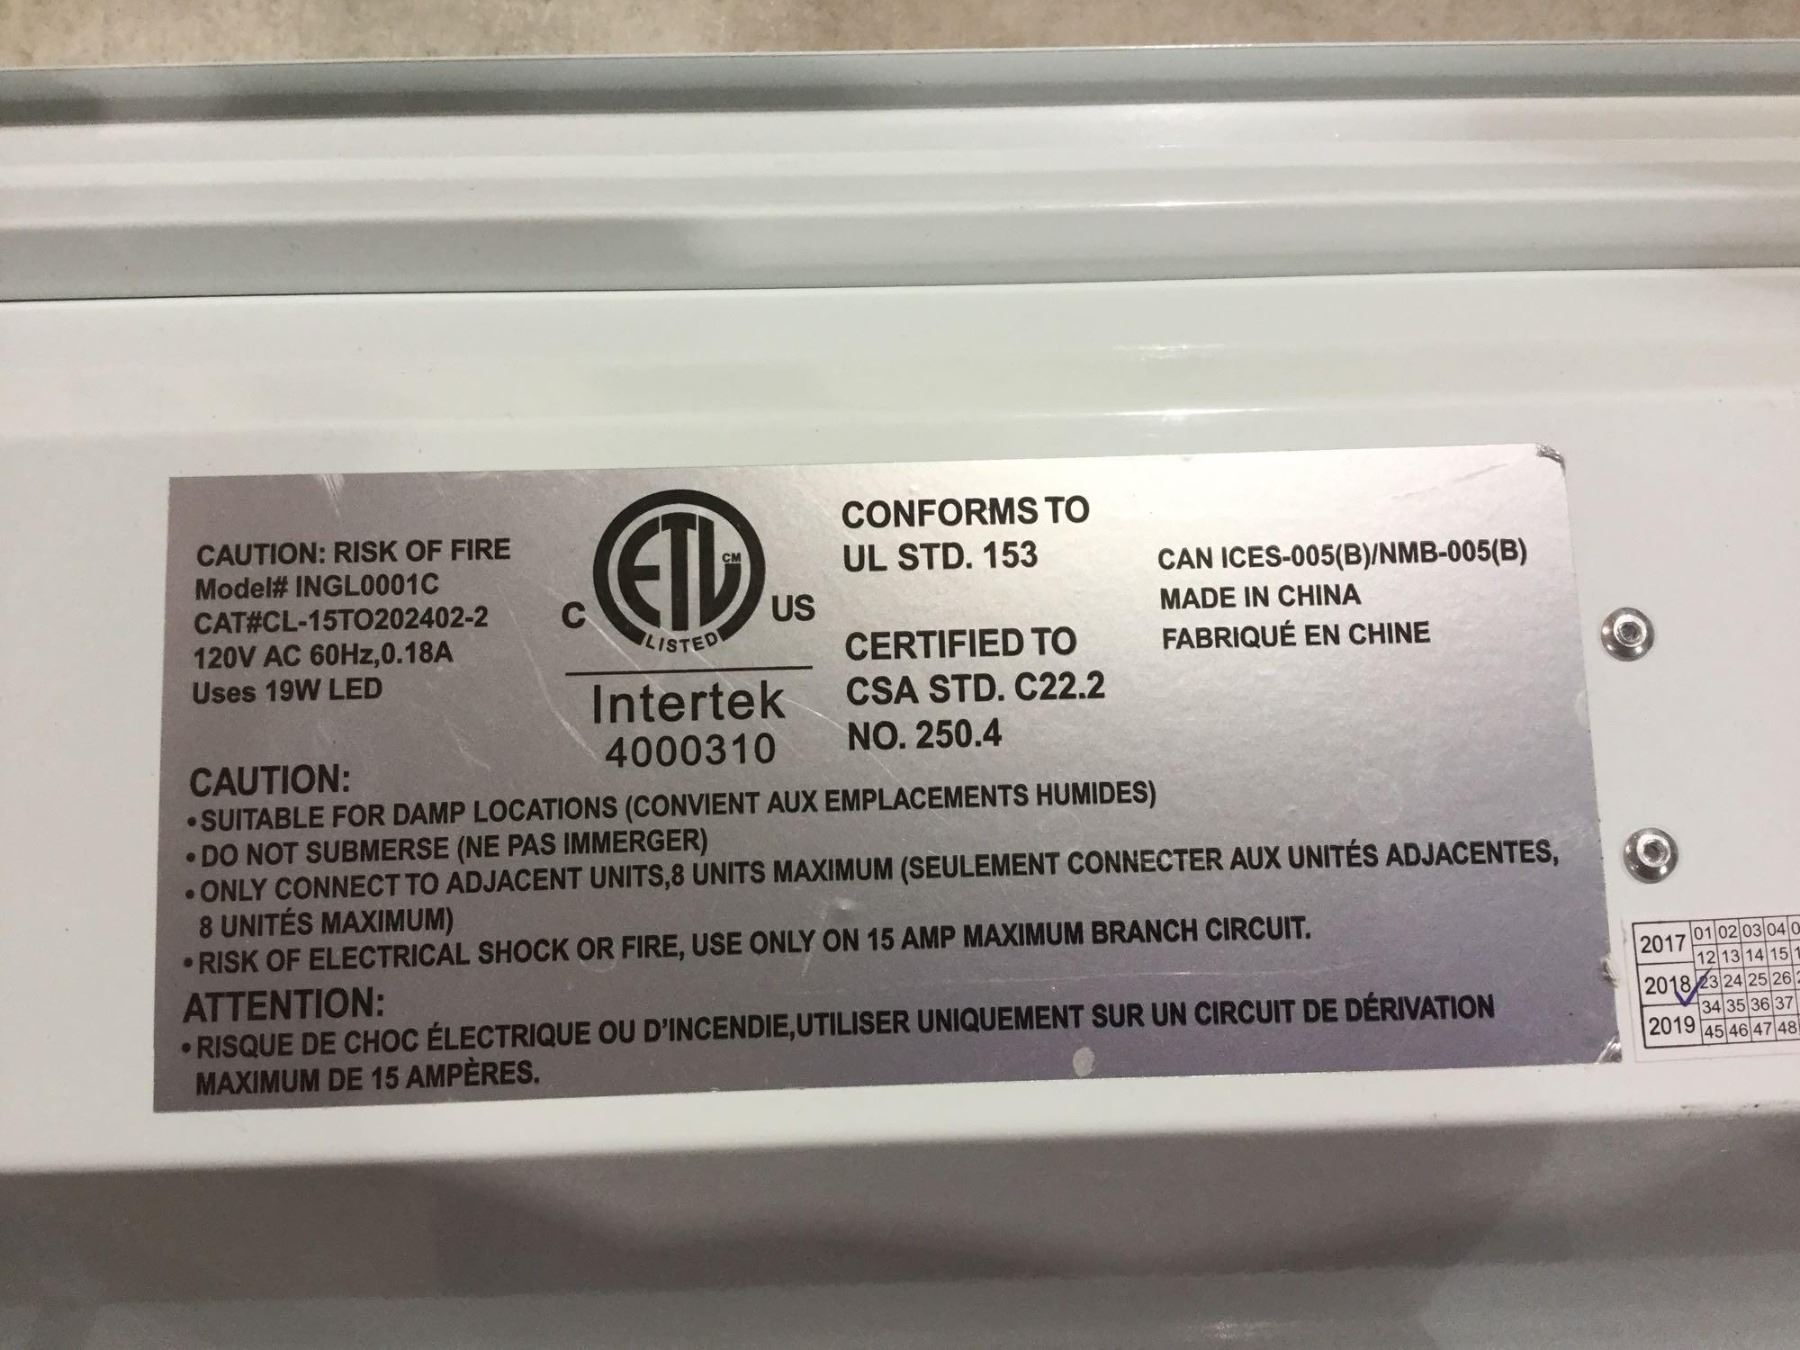 CAUTION: RISK OF FIRE
Model# INGL0001C
CAT#CL-15TO202402-2
120V AC 60Hz,0.18A
Uses 19W LED
C
ETL
CM
LISTED
US
Intertek
4000310
CONFORMS TO
UL STD. 153
CERTIFIED TO
CSA STD. C22.2
NO. 250.4
CAN ICES-005(B)/NMB-005(B)
MADE IN CHINA
FABRIQUÉ EN CHINE
CAUTION:
•SUITABLE FOR DAMP LOCATIONS (CONVIENT AUX EMPLACEMENTS HUMIDES)
•DO NOT SUBMERSE (NE PAS IMMERGER)
•ONLY CONNECT TO ADJACENT UNITS,8 UNITS MAXIMUM (SEULEMENT CONNECTER AUX UNITÉS ADJACENTES,
8 UNITÉS MAXIMUM)
•RISK OF ELECTRICAL SHOCK OR FIRE, USE ONLY ON 15 AMP MAXIMUM BRANCH CIRCUIT.
ATTENTION:
•RISQUE DE CHOC ÉLECTRIQUE OU D'INCENDIE,UTILISER UNIQUEMENT SUR UN CIRCUIT DE DÉRIVATION
MAXIMUM DE 15 AMPÈRES.
2017
2018
2019
01 02 03 04
12 13 14 15
23 24 25 26
34 35 36 37
45 46 47 48